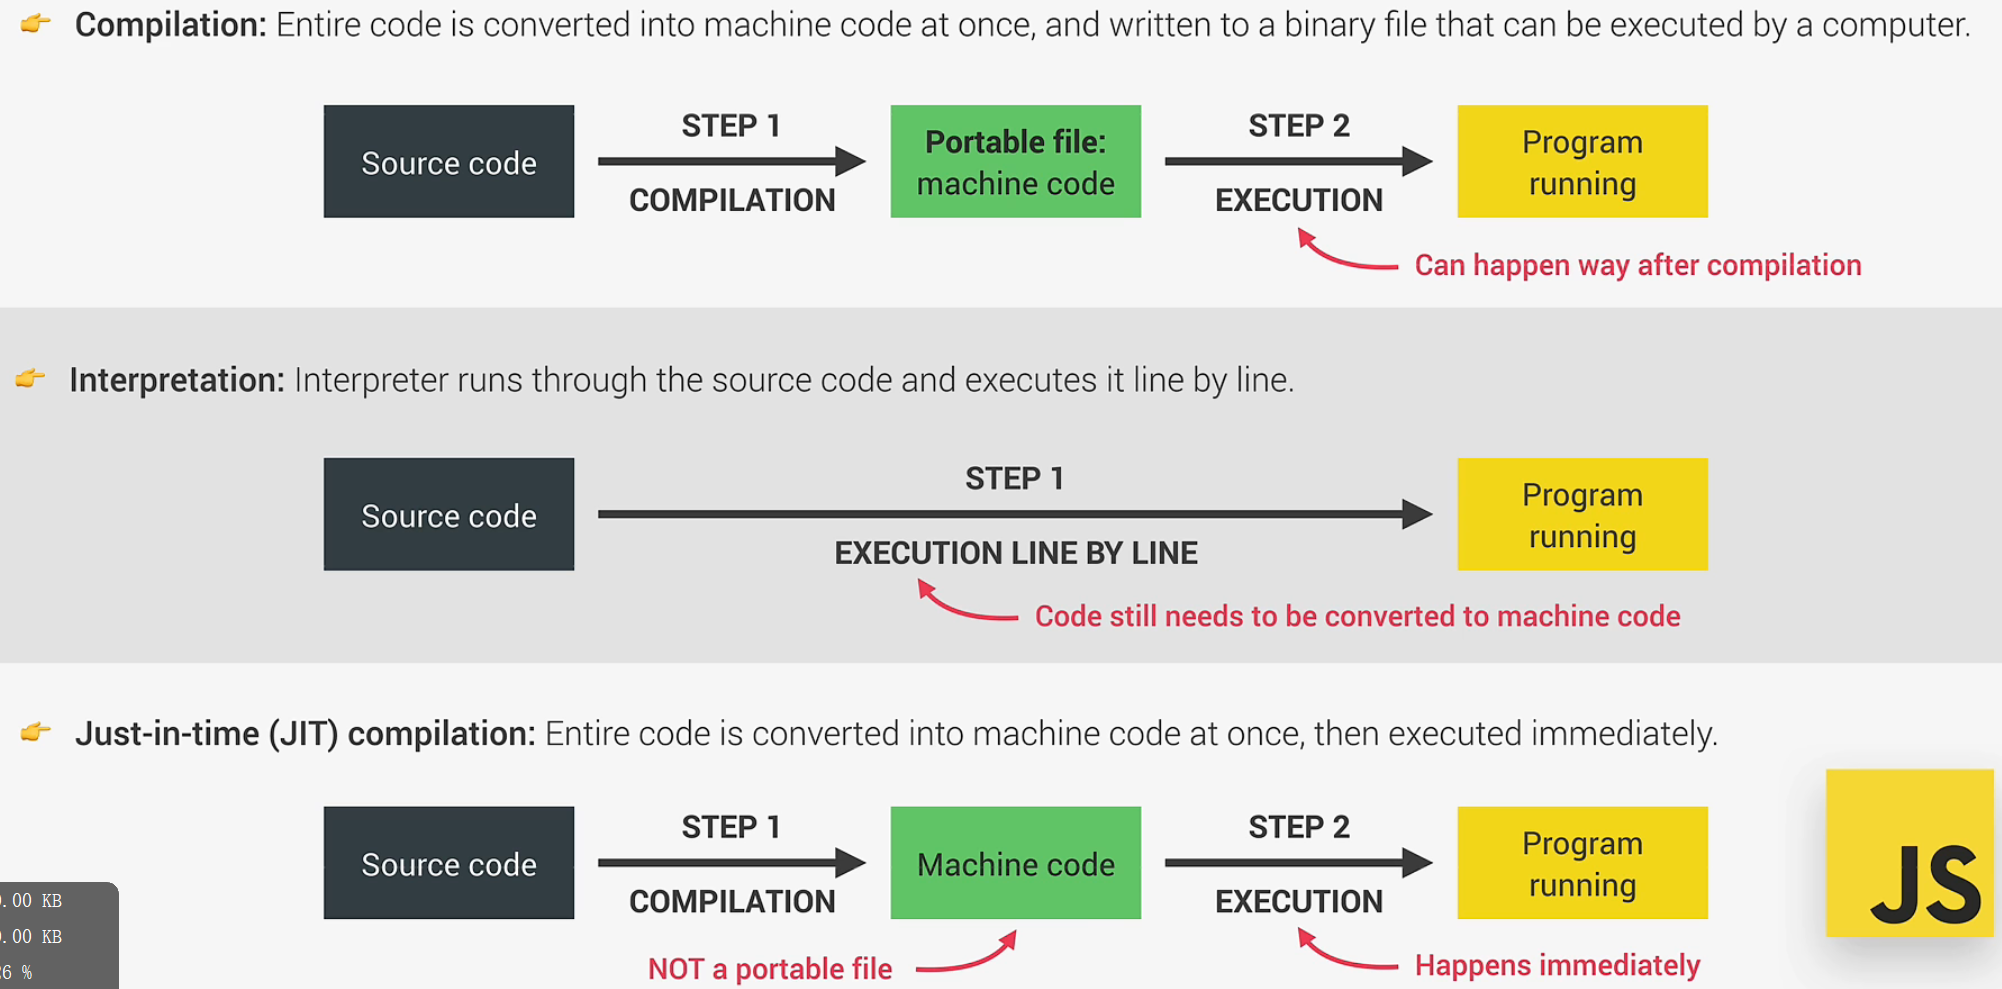 Compilation: Entire code is converted into machine code at once, and written to a binary file that can be executed by a computer.
Source code
STEP 1
COMPILATION
Portable file:
machine code
STEP 2
EXECUTION
Program
running
Can happen way after compilation
Interpretation: Interpreter runs through the source code and executes it line by line.
Source code
STEP 1
EXECUTION LINE BY LINE
Program
running
Code still needs to be converted to machine code
Just-in-time (JIT) compilation: Entire code is converted into machine code at once, then executed immediately.
Source code
STEP 1
COMPILATION
Machine code
STEP 2
EXECUTION
Program
running
NOT a portable file
Happens immediately
JS
.00 KB
.00 KB
6 %